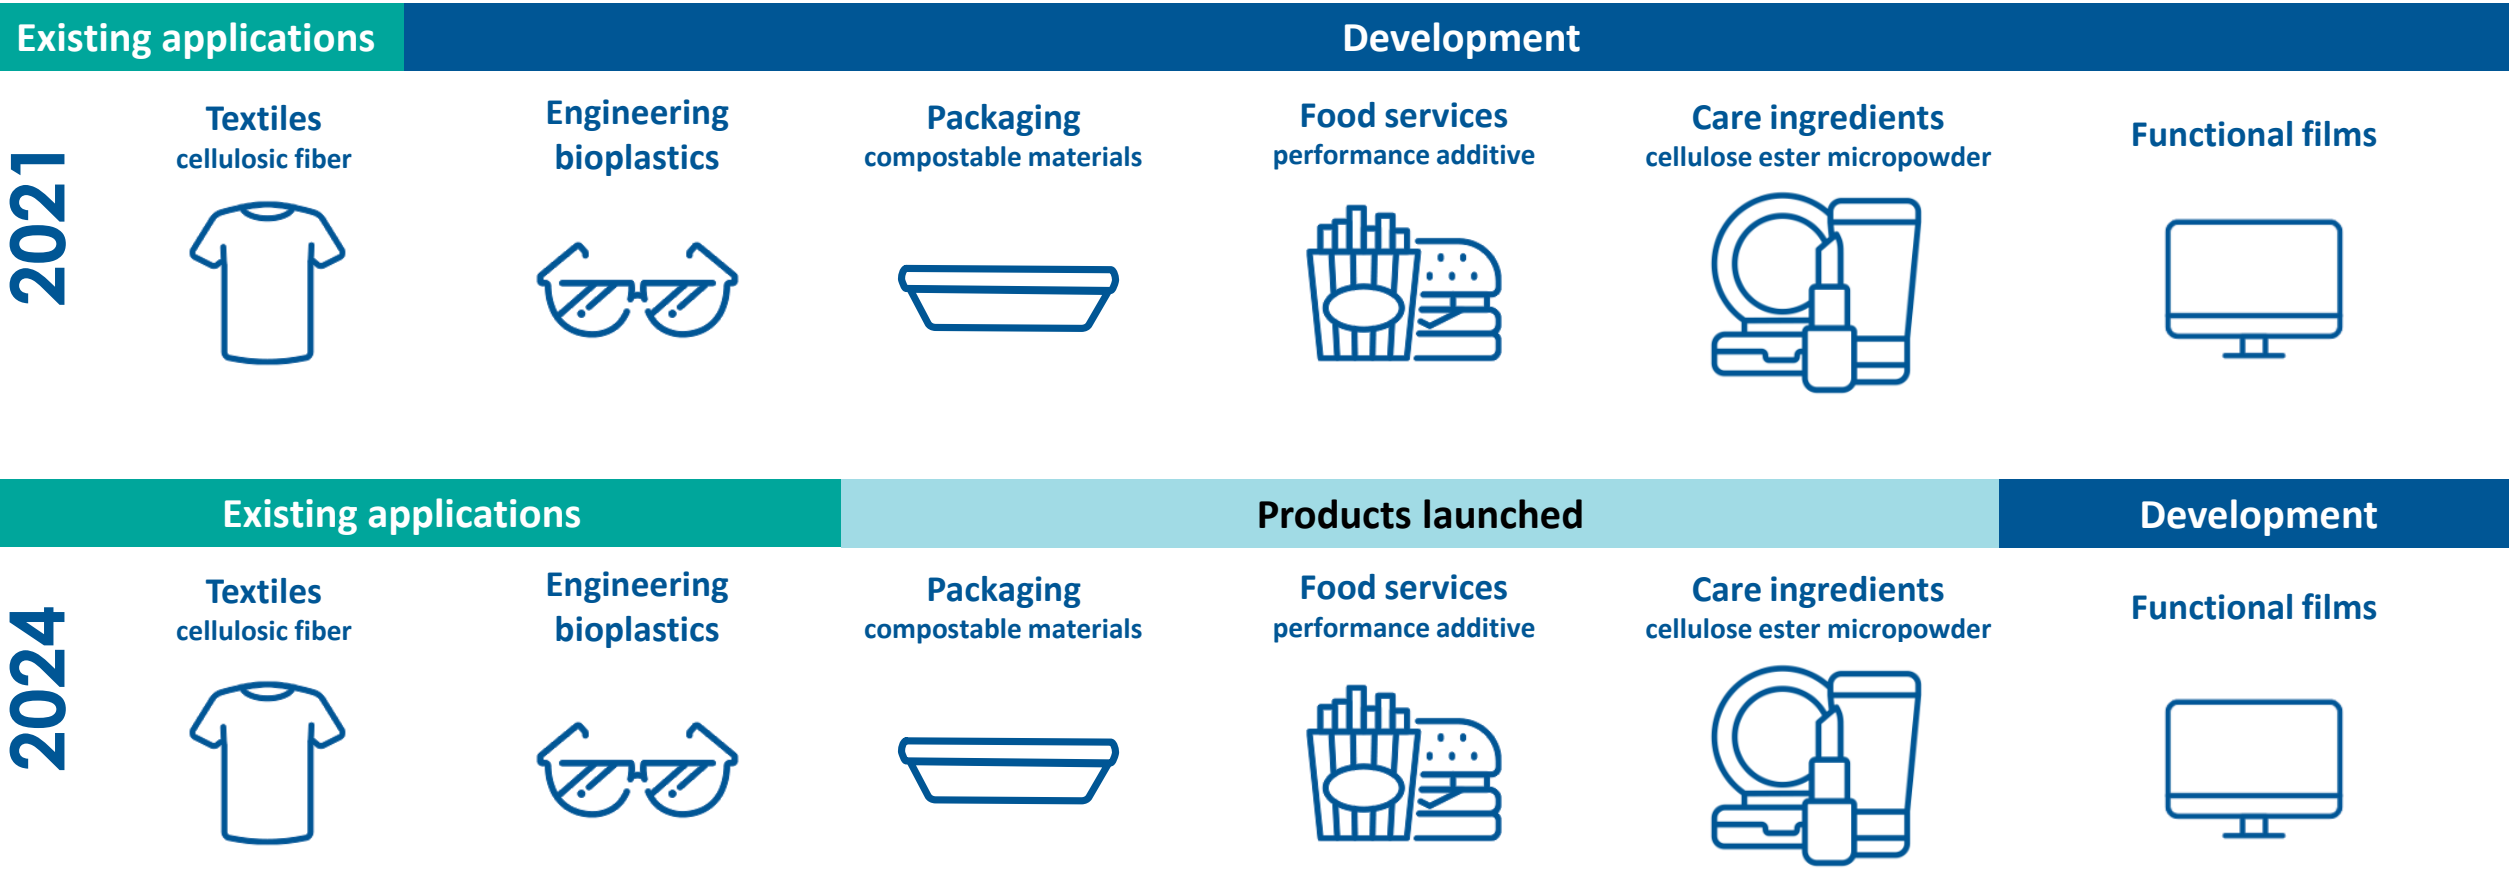 Existing applications
Development
2021
Textiles
cellulosic fiber
Engineering
bioplastics
Packaging
compostable materials
Food services
performance additive
Care ingredients
cellulose ester micropowder
Functional films
Existing applications
Products launched
Development
2024
Textiles
cellulosic fiber
Engineering
bioplastics
Packaging
compostable materials
Food services
performance additive
Care ingredients
cellulose ester micropowder
Functional films